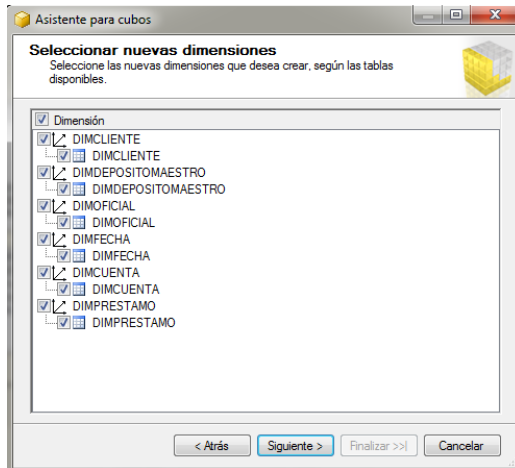 Asistente para cubos
Seleccionar nuevas dimensiones
Seleccione las nuevas dimensiones que desea crear, según las tablas
disponibles.
Dimensión
DIMCLIENTE
DIMCLIENTE
DIMDEPOSITOMAESTRO
DIMDEPOSITOMAESTRO
DIMOFICIAL
DIMOFICIAL
DIMFECHA
DIMFECHA
DIMCUENTA
DIMCUENTA
DIMPRESTAMO
DIMPRESTAMO
< Atrás Siguiente > Finalizar >>| Cancelar